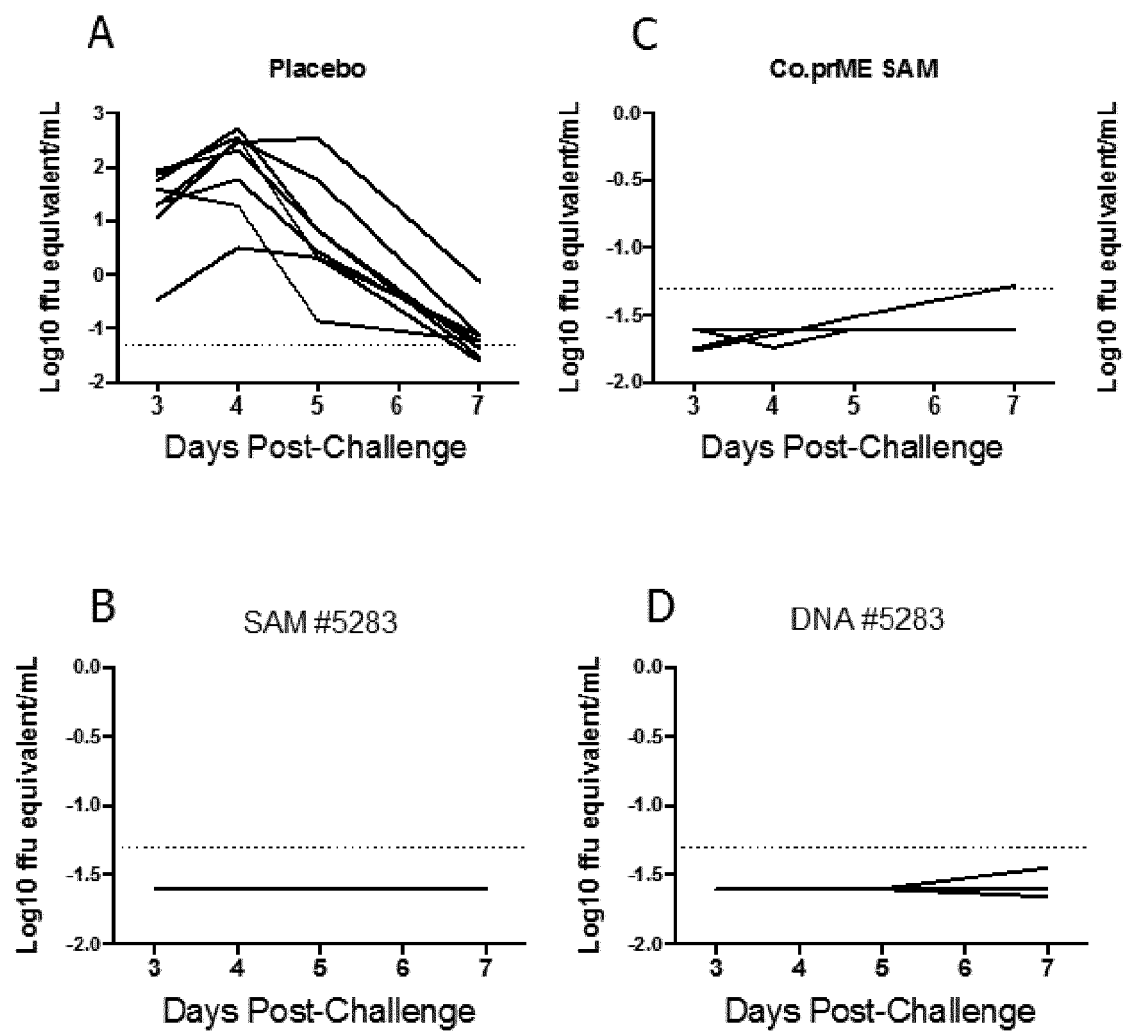 A
Placebo
Log10 ffu equivalent/mL
3
2
1
0
-1
-2
3 4 5 6 7
Days Post-Challenge
C
Co.prME SAM
Log10 ffu equivalent/mL
0.0
-0.5
-1.0
-1.5
-2.0
3 4 5 6 7
Days Post-Challenge
Log10 ffu equivalent/mL
B
SAM #5283
Log10 ffu equivalent/mL
0.0
-0.5
-1.0
-1.5
-2.0
3 4 5 6 7
Days Post-Challenge
D
DNA #5283
Log10 ffu equivalent/mL
0.0
-0.5
-1.0
-1.5
-2.0
3 4 5 6 7
Days Post-Challenge